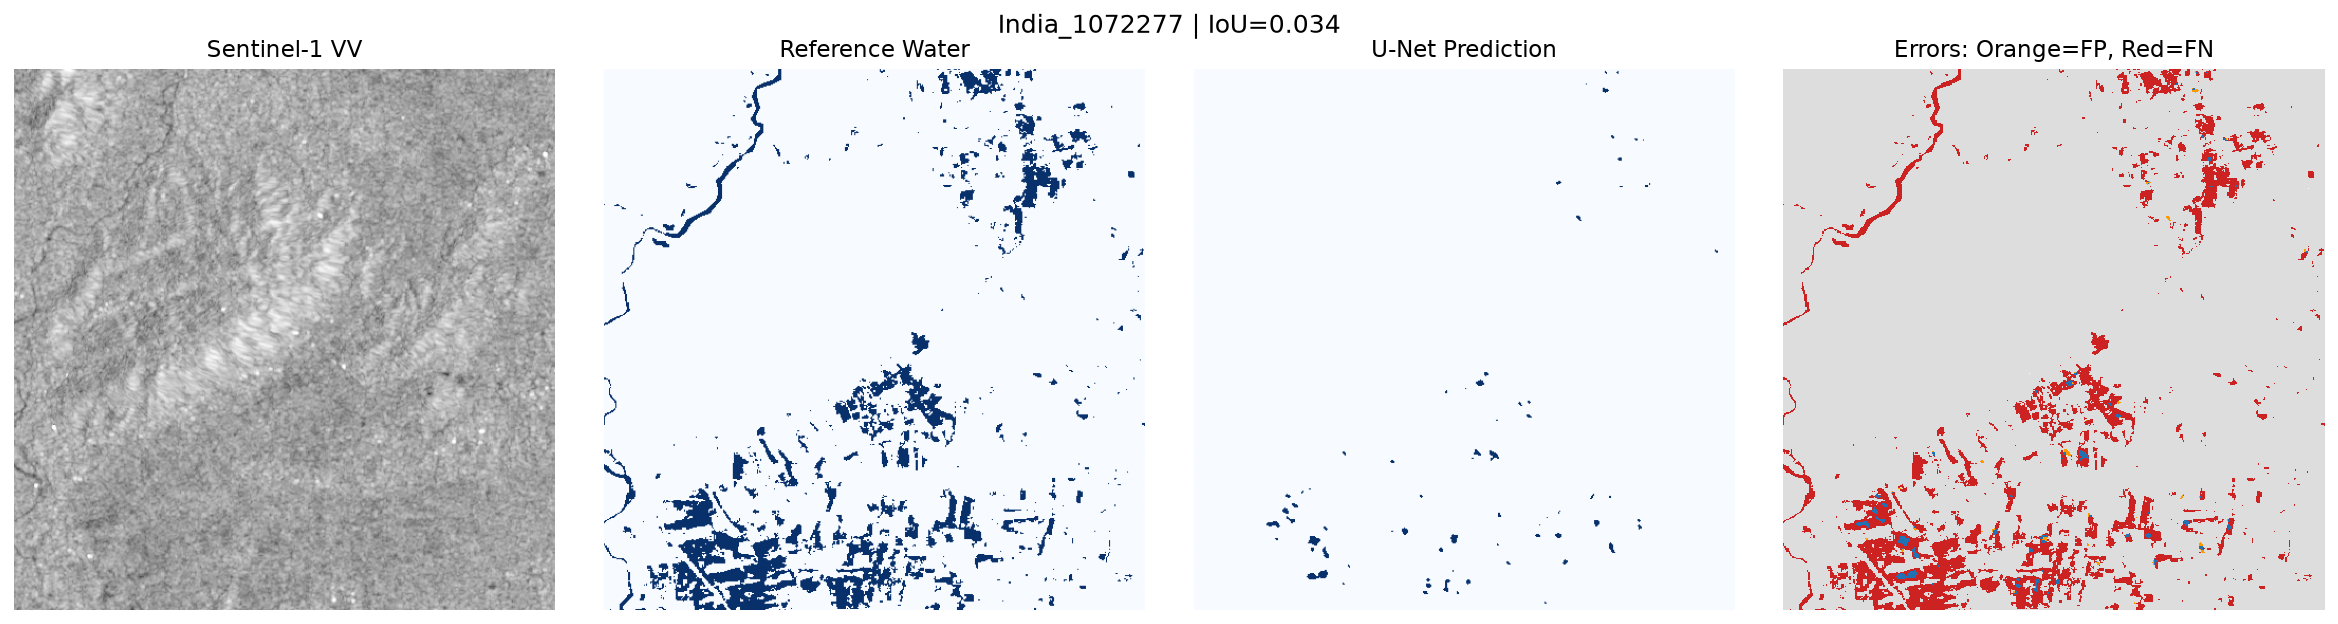 India_1072277 | IoU=0.034
Sentinel-1 VV
Reference Water
U-Net Prediction
Errors: Orange=FP, Red=FN